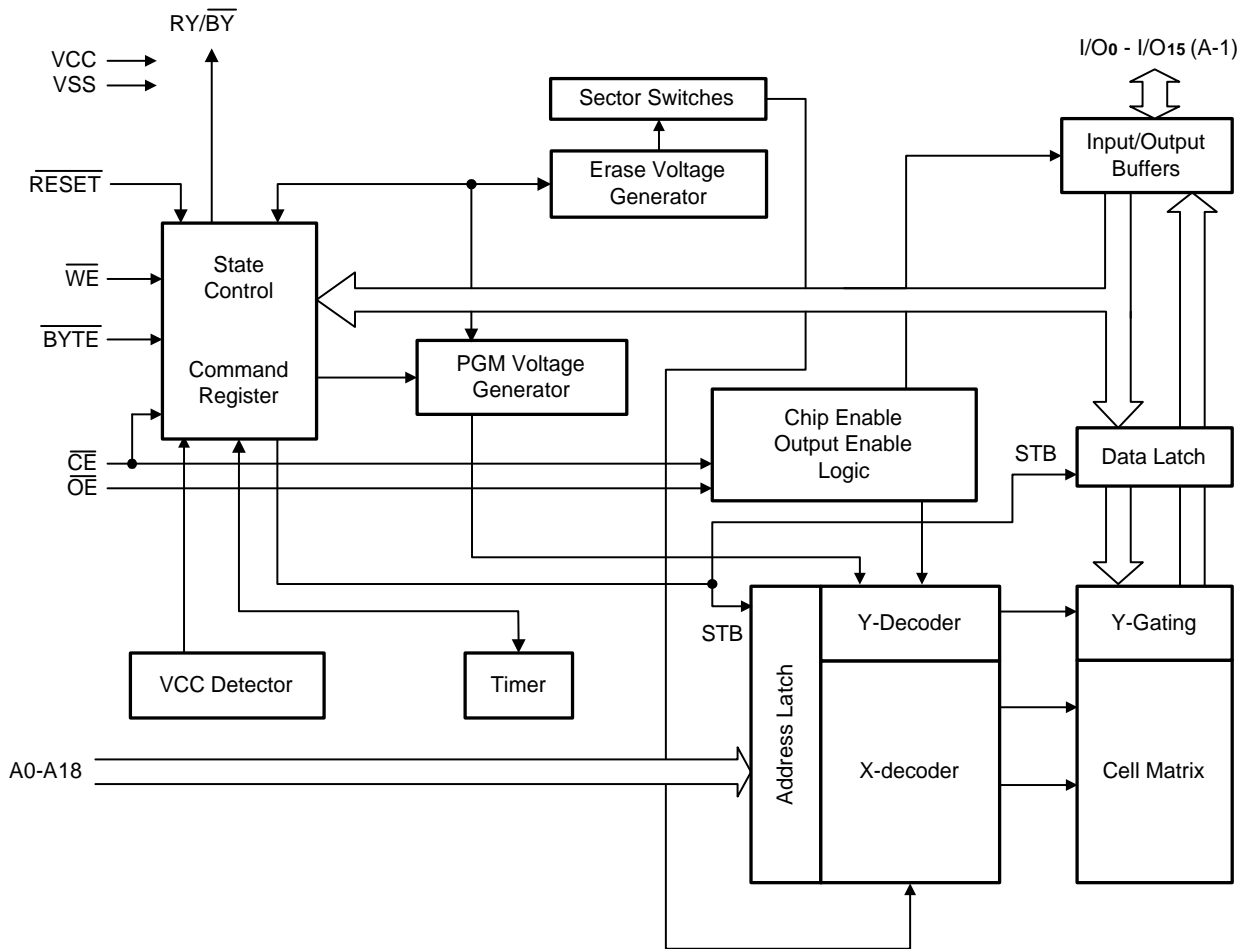 RY/BY
VCC
VSS
I/O0 - I/O15 (A-1)
Sector Switches
Input/Output
Buffers
Erase Voltage
Generator
RESET
State
Control
WE
BYTE
Command
Register
PGM Voltage
Generator
Chip Enable
Output Enable
Logic
CE
OE
STB
Data Latch
STB
Y-Decoder
Y-Gating
VCC Detector
Timer
Address Latch
A0-A18
X-decoder
Cell Matrix